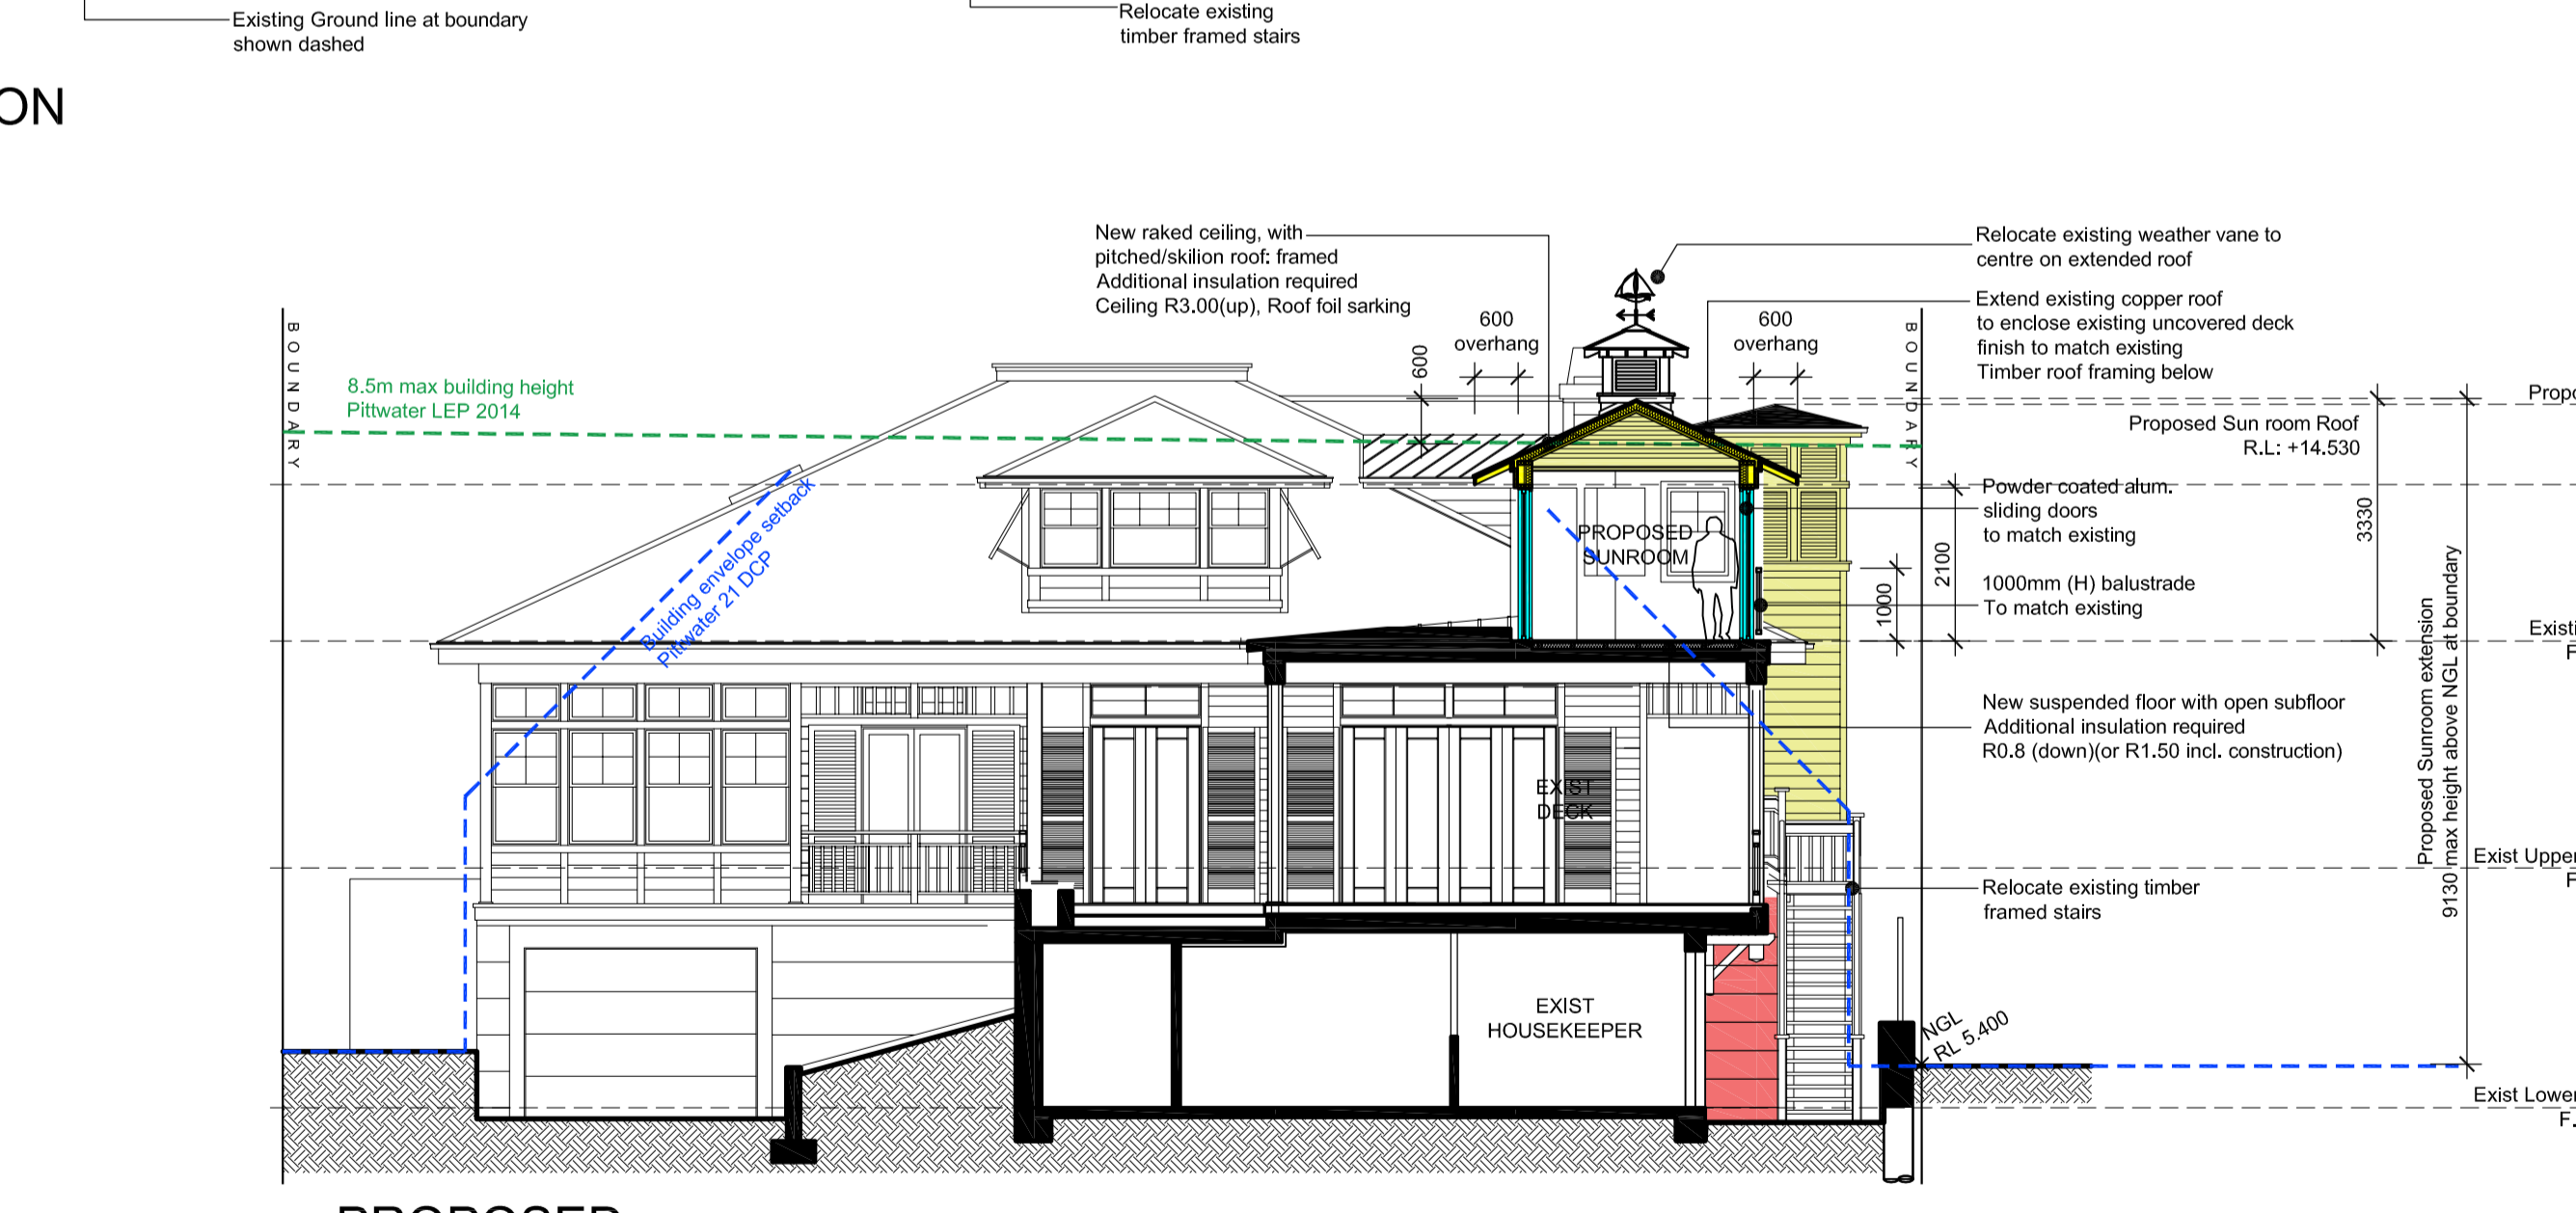 Existing Ground line at boundary
shown dashed
Relocate existing
timber framed stairs
ON
New raked ceiling, with
pitched/skilion roof: framed
Additional insulation required
Ceiling R3.00(up), Roof foil sarking
Relocate existing weather vane to
centre on extended roof
Extend existing copper roof
to enclose existing uncovered deck
finish to match existing
Timber roof framing below
600
overhang
600
overhang
600
BOUNDARY
BOUNDARY
8.5m max building height
Pittwater LEP 2014
Propo
Proposed Sun room Roof
R.L: +14.530
Building envelope setback
Pittwater 21 DCP
PROPOSED
SUNROOM
Powder coated alum.
sliding doors
to match existing
1000mm (H) balustrade
To match existing
1000
2100
3330
Existi
F
Proposed Sunroom extension
9130 max height above NGL at boundary
New suspended floor with open subfloor
Additional insulation required
R0.8 (down)(or R1.50 incl. construction)
EXIST
DECK
Exist Upper
F
Relocate existing timber
framed stairs
EXIST
HOUSEKEEPER
NGL
RL 5.400
Exist Lower
F.
PROPOSED